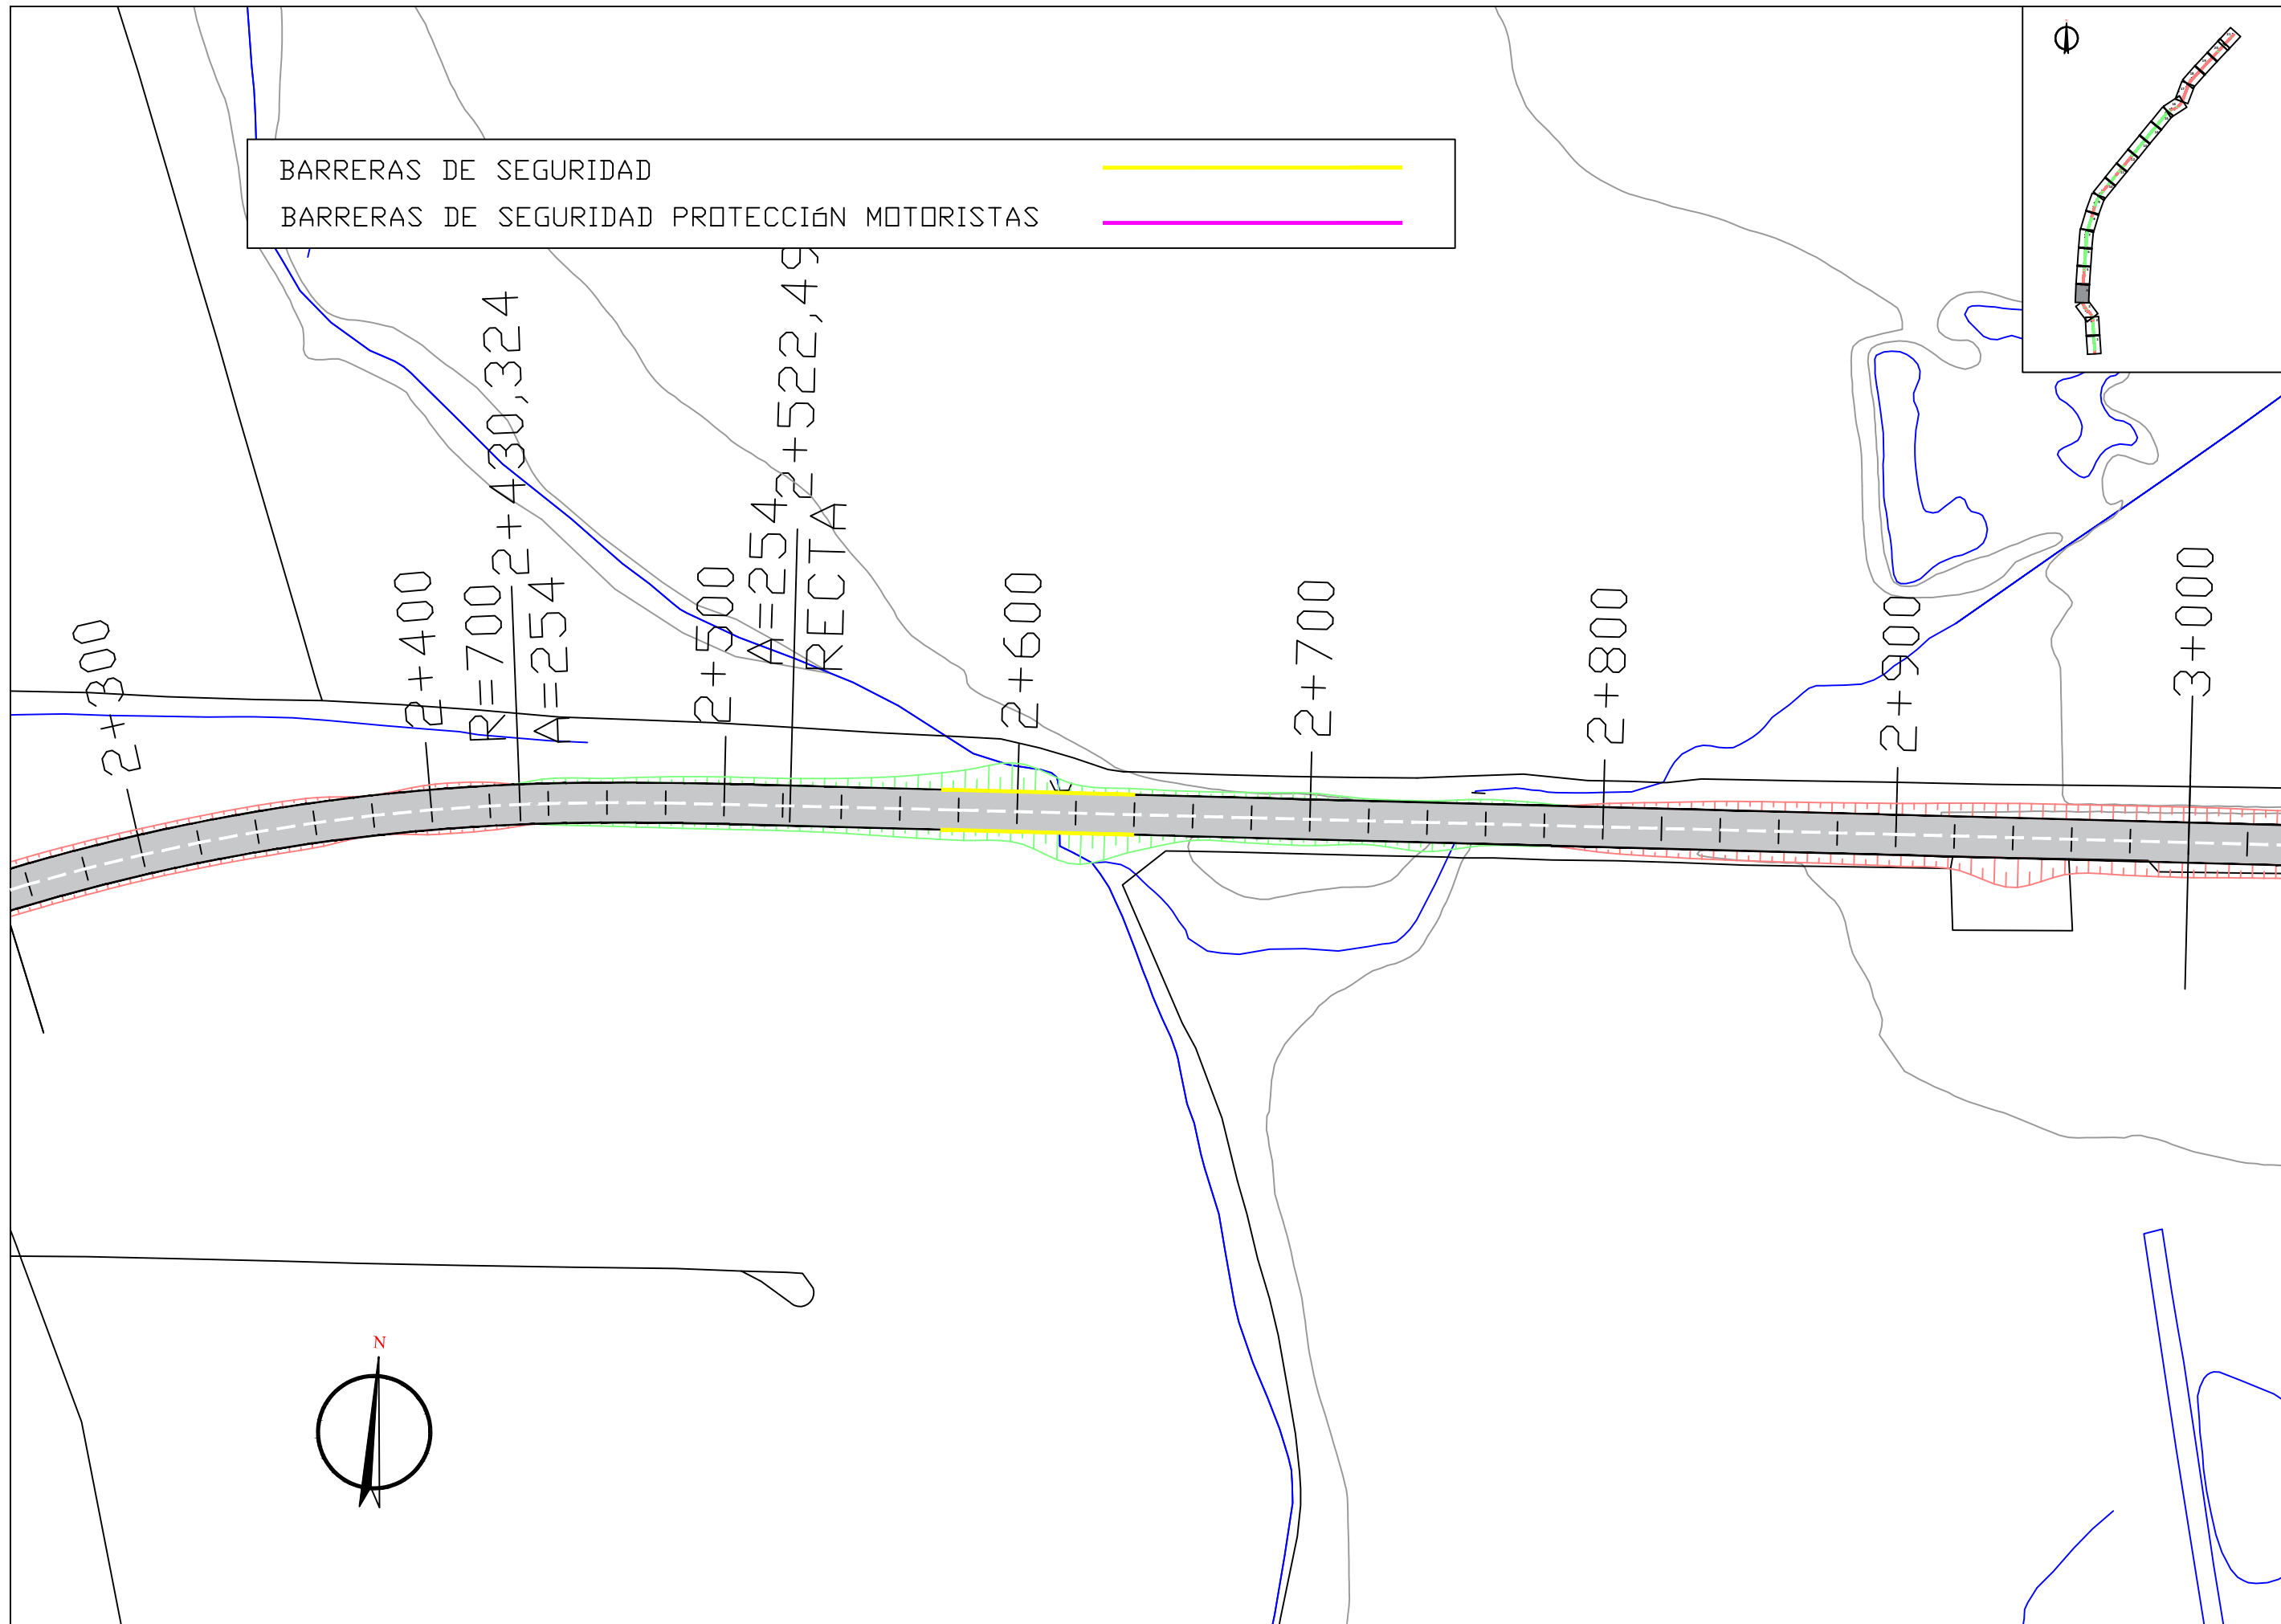 BARRERAS DE SEGURIDAD
BARRERAS DE SEGURIDAD PROTECCIóN MOTORISTAS
2+300
2+400
R=700
2+430,324
A=254
2+500
A=254
2+522,49
RECTA
2+600
2+700
2+800
2+900
3+000
N